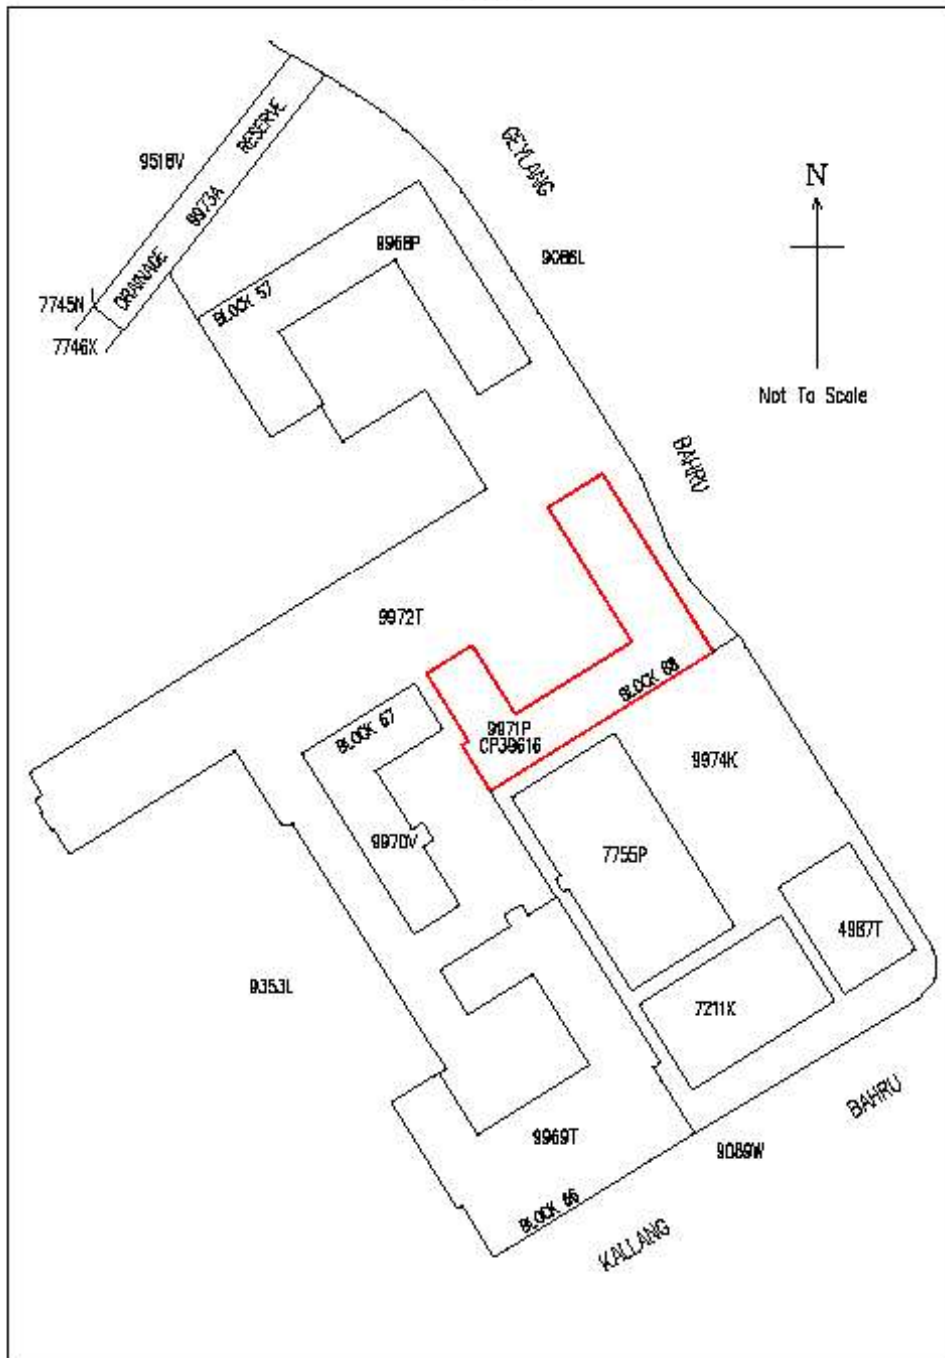 GEYLANG
RESERVE
9518V
9973A
N
9968P
9086L
DRAINAGE
BLOCK 57
7745N
7746X
Not To Scale
BAHRU
9972T
BLOCK 68
BLOCK 67
9971P
CP39616
9974K
9970V
7755P
4987T
9353L
7211K
BAHRU
9969T
9089W
BLOCK 66
KALLANG